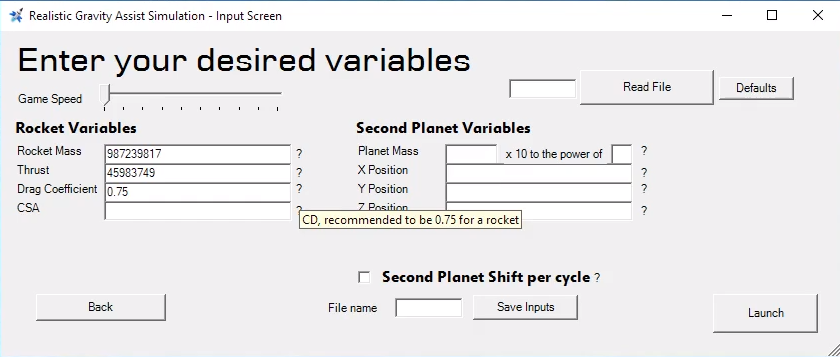 Realistic Gravity Assist Simulation - Input Screen
Enter your desired variables
Game Speed
Read File
Defaults
Rocket Variables
Second Planet Variables
Rocket Mass 987239817 ?
Planet Mass x 10 to the power of ?
Thrust 45983749 ?
X Position ?
Drag Coefficient 0.75 ?
Y Position ?
CSA ?
Z Position ?
CD, recommended to be 0.75 for a rocket
Second Planet Shift per cycle ?
Back
File name
Save Inputs
Launch